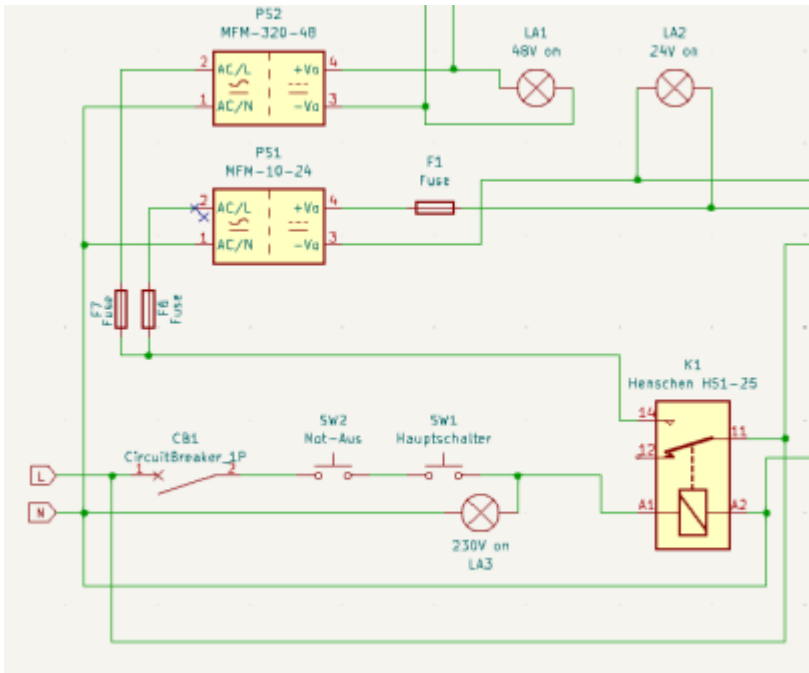 PS2
MFM-320-48
2 AC/L +Vo 4
1 AC/N -Vo 3
LA1
48V on
LA2
24V on
PS1
MFM-10-24
2 AC/L +Vo 4
1 AC/N -Vo 3
F1
Fuse
F7
Fuse
Fuse
K1
Henschen HS1-25
14
12
11
A1
A2
CB1
CircuitBreaker_1P
1
2
SW2
Not-Aus
SW1
Hauptschalter
L
N
230V on
LA3